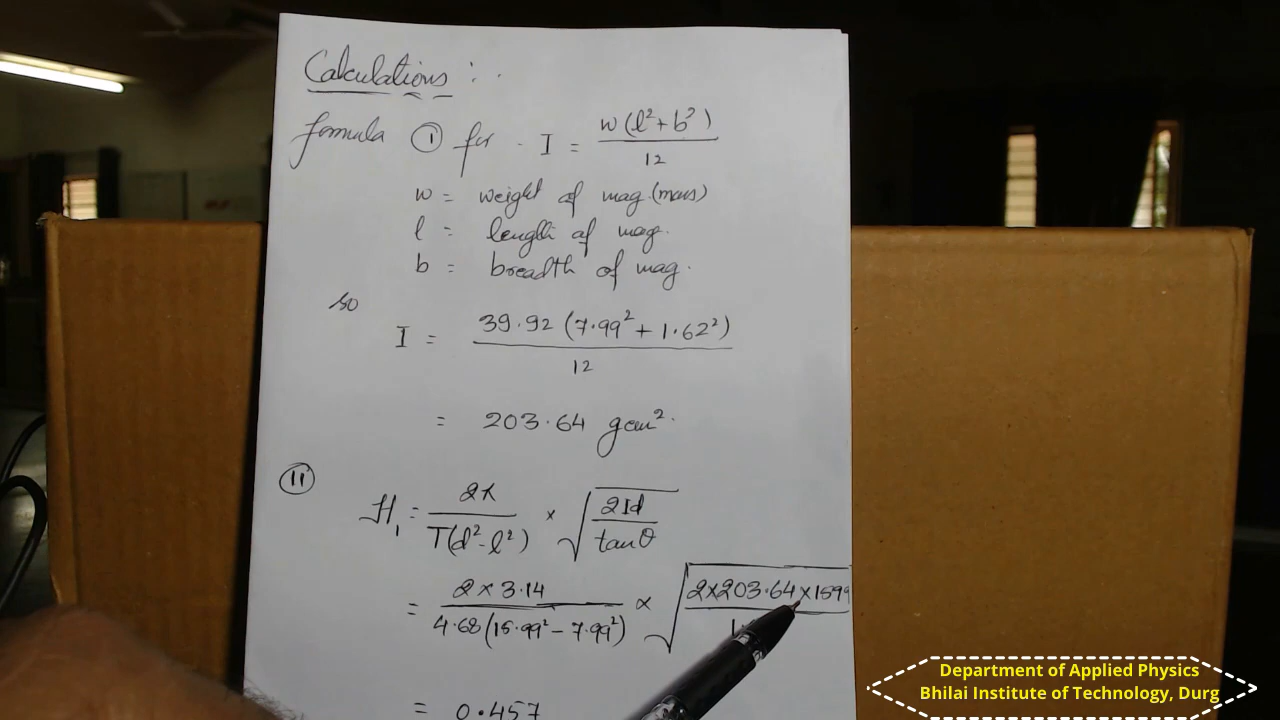 Calculations :-
formula ① for - I = w(l²+b²) / 12
w = weight of mag.(mass)
l = length of mag.
b = breadth of mag.
so
I = 39.92 (7.99² + 1.62²) / 12
= 203.64 gcm².
(11)
H₁ = 2π / T(d²-l²) × √(2Id / tanθ)
= 2 × 3.14 / 4.68(15.99² - 7.99²) × √(2×203.64×1599
= 0.457
Department of Applied Physics
Bhilai Institute of Technology, Durg